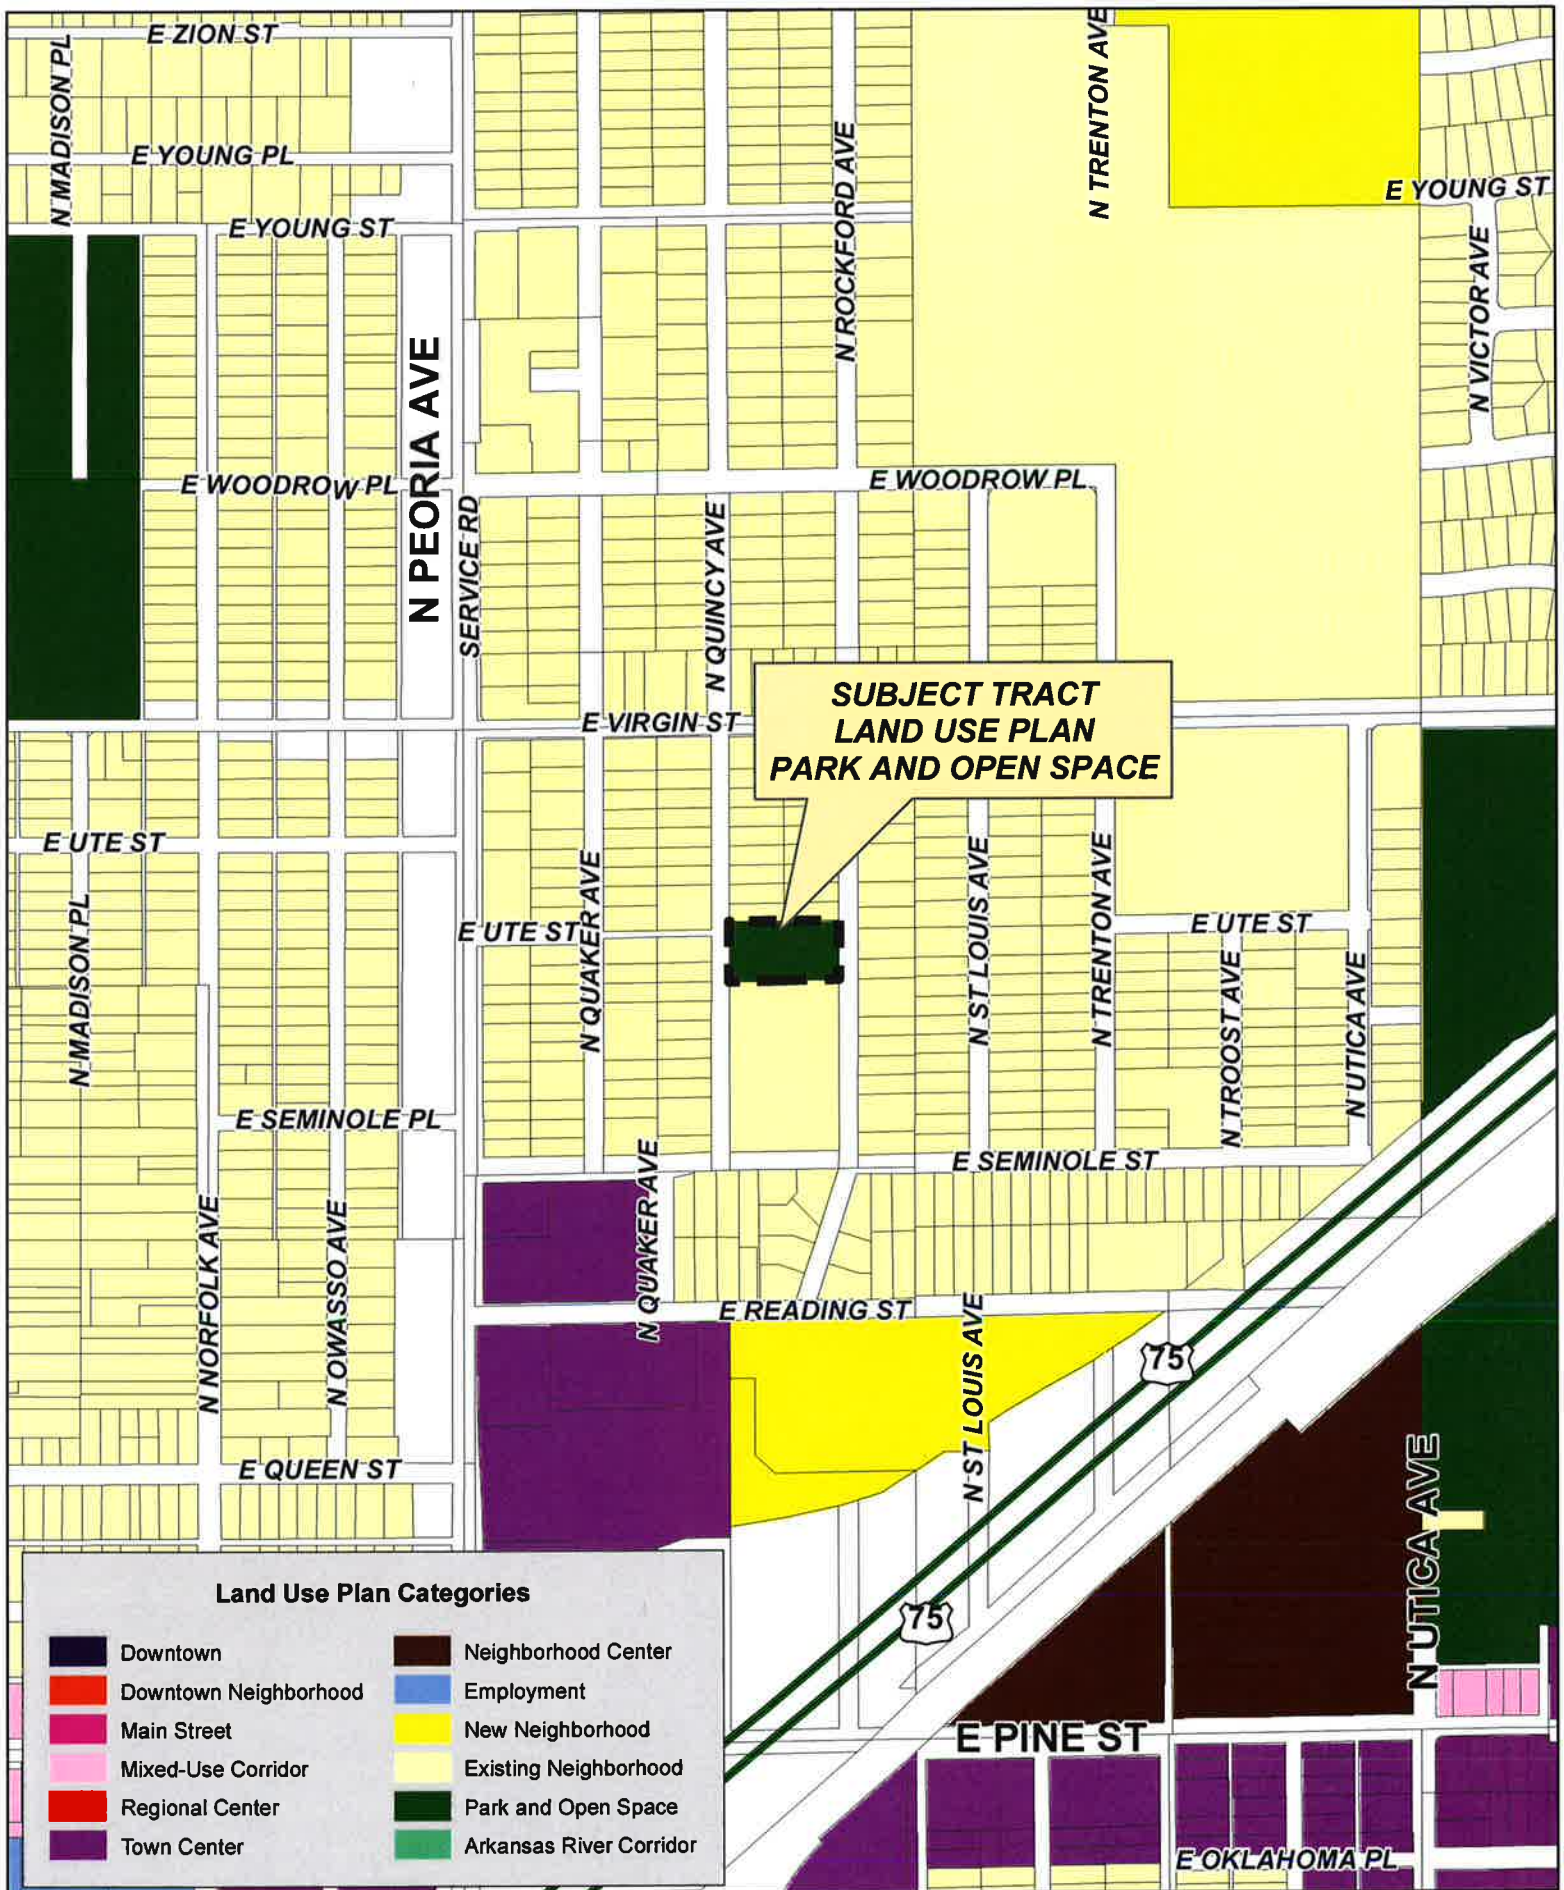 E ZION ST
N MADISON PL
E YOUNG PL
E YOUNG ST
N ROCKFORD AVE
N TRENTON AVE
E YOUNG ST
N VICTOR AVE
N PEORIA AVE
E WOODROW PL
E WOODROW PL
SERVICE RD
N QUINCY AVE
SUBJECT TRACT
LAND USE PLAN
PARK AND OPEN SPACE
E VIRGIN ST
E UTE ST
N MADISON PL
E UTE ST
N QUAKER AVE
N ST LOUIS AVE
N TRENTON AVE
E UTE ST
N TROOST AVE
N UTICA AVE
E SEMINOLE PL
E SEMINOLE ST
N QUAKER AVE
N NORFOLK AVE
N OWASSO AVE
E READING ST
N ST LOUIS AVE
75
E QUEEN ST
N UTICA AVE
75
E PINE ST
E OKLAHOMA PL
Land Use Plan Categories
Downtown
Downtown Neighborhood
Main Street
Mixed-Use Corridor
Regional Center
Town Center
Neighborhood Center
Employment
New Neighborhood
Existing Neighborhood
Park and Open Space
Arkansas River Corridor